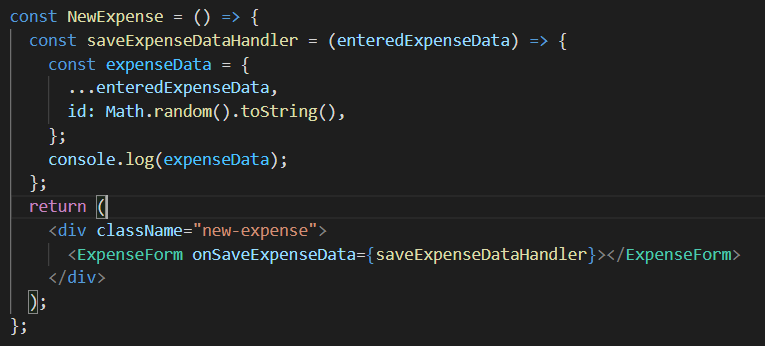 const NewExpense = () => {
  const saveExpenseDataHandler = (enteredExpenseData) => {
    const expenseData = {
      ...enteredExpenseData,
      id: Math.random().toString(),
    };
    console.log(expenseData);
  };
  return (
    <div className="new-expense">
      <ExpenseForm onSaveExpenseData={saveExpenseDataHandler}></ExpenseForm>
    </div>
  );
};